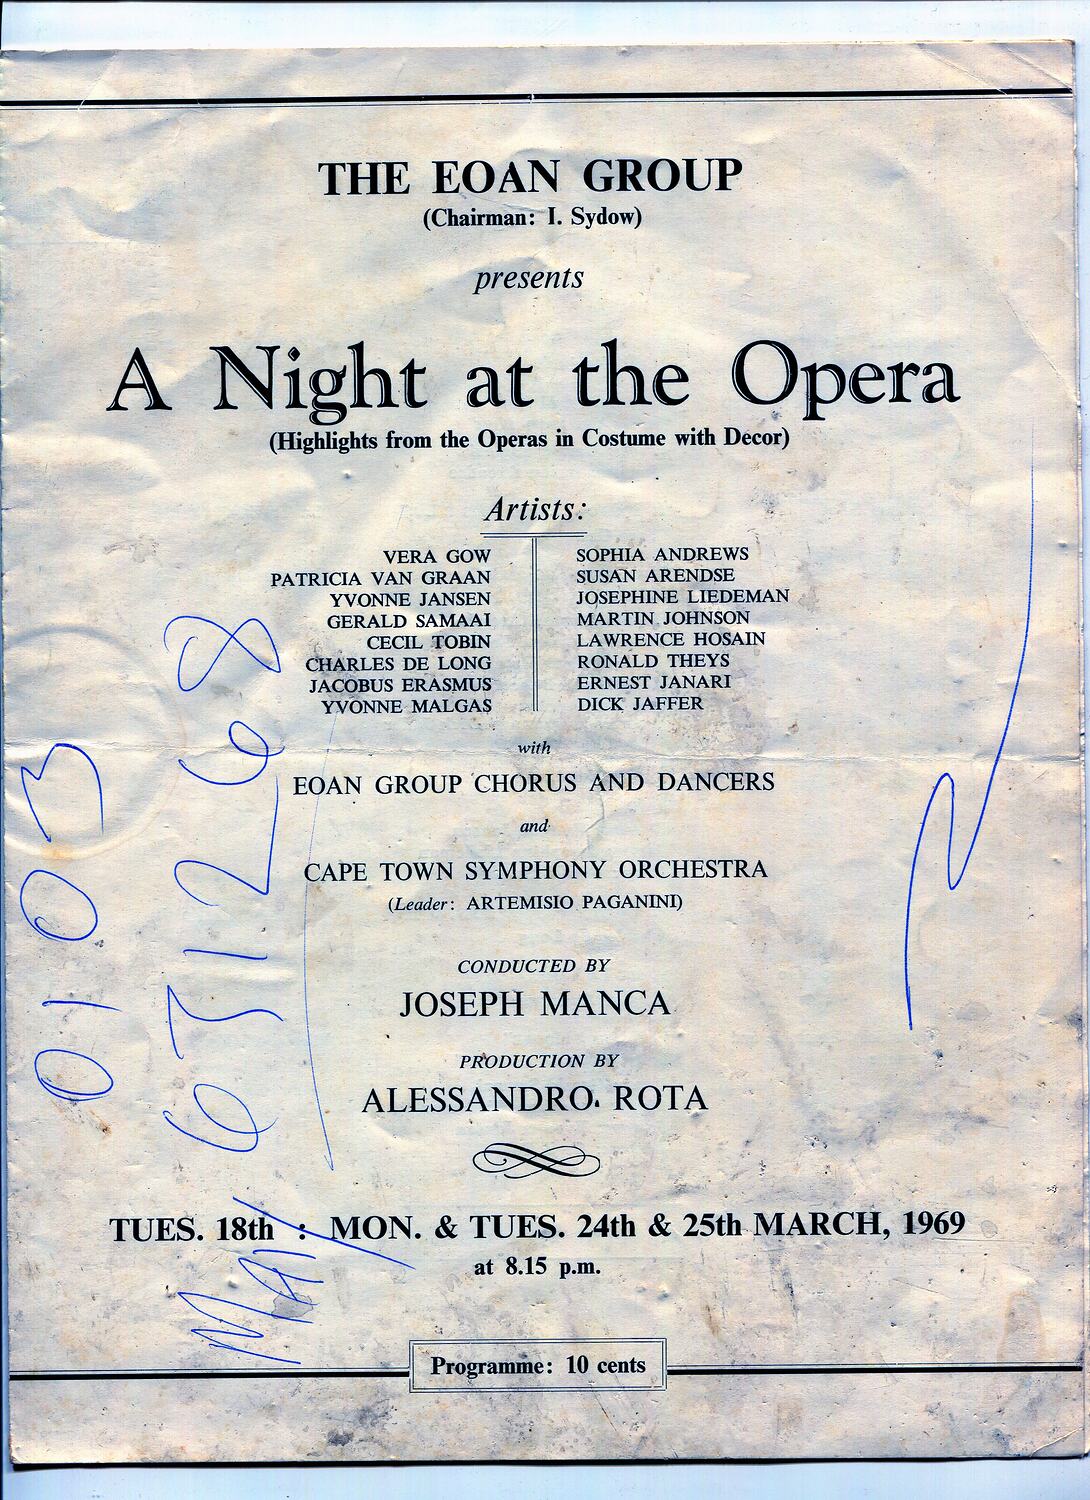 THE EOAN GROUP
(Chairman: I. Sydow)
presents
A Night at the Opera
(Highlights from the Operas in Costume with Decor)
Artists:
VERA GOW
PATRICIA VAN GRAAN
YVONNE JANSEN
GERALD SAMAAI
CECIL TOBIN
CHARLES DE LONG
JACOBUS ERASMUS
YVONNE MALGAS
SOPHIA ANDREWS
SUSAN ARENDSE
JOSEPHINE LIEDEMAN
MARTIN JOHNSON
LAWRENCE HOSAIN
RONALD THEYS
ERNEST JANARI
DICK JAFFER
with
EOAN GROUP CHORUS AND DANCERS
and
CAPE TOWN SYMPHONY ORCHESTRA
(Leader: ARTEMISIO PAGANINI)
CONDUCTED BY
JOSEPH MANCA
PRODUCTION BY
ALESSANDRO ROTA
TUES. 18th : MON. & TUES. 24th & 25th MARCH, 1969
at 8.15 p.m.
Programme: 10 cents
0103